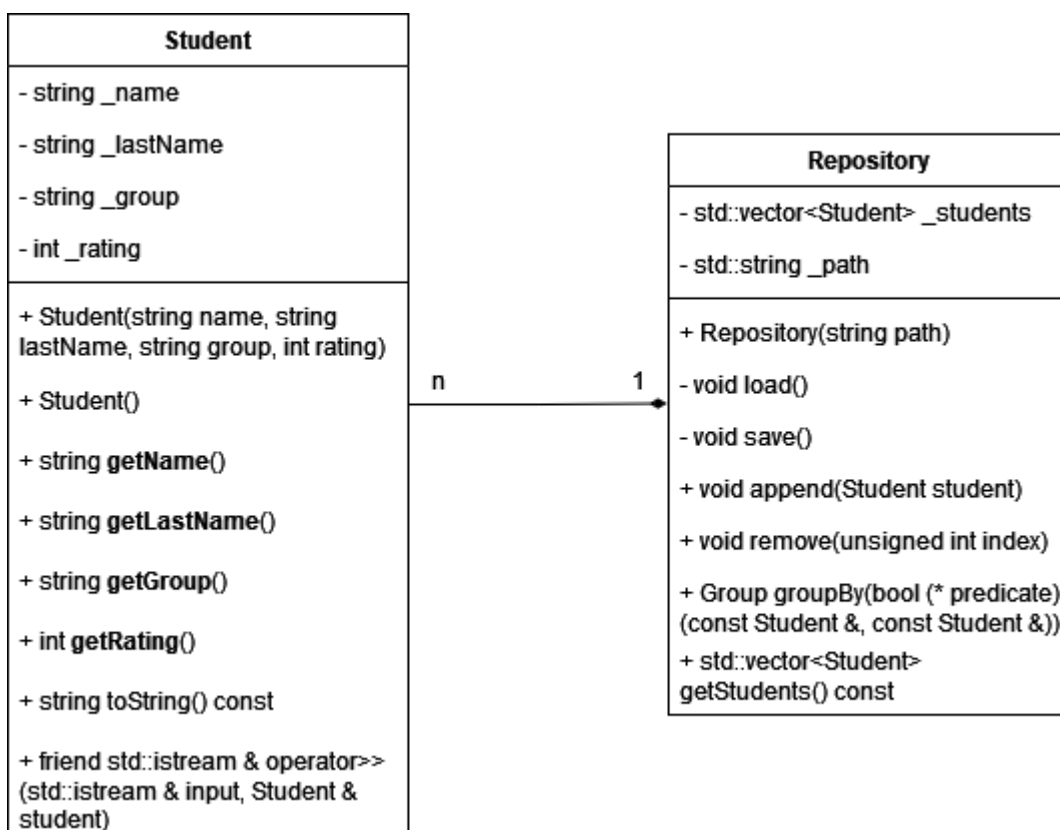 Student
- string _name
- string _lastName
- string _group
- int _rating
+ Student(string name, string
lastName, string group, int rating)
+ Student()
+ string getName()
+ string getLastName()
+ string getGroup()
+ int getRating()
+ string toString() const
+ friend std::istream & operator>>
(std::istream & input, Student &
student)
n
1
Repository
- std::vector<Student> _students
- std::string _path
+ Repository(string path)
- void load()
- void save()
+ void append(Student student)
+ void remove(unsigned int index)
+ Group groupBy(bool (* predicate)
(const Student &, const Student &))
+ std::vector<Student>
getStudents() const